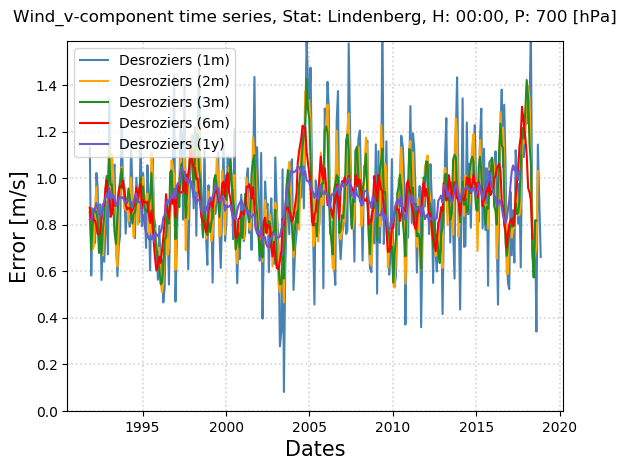 Wind_v-component time series, Stat: Lindenberg, H: 00:00, P: 700 [hPa]
Desroziers (1m)
Desroziers (2m)
Desroziers (3m)
Desroziers (6m)
Desroziers (1y)
Error [m/s]
1.4
1.2
1.0
0.8
0.6
0.4
0.2
0.0
1995 2000 2005 2010 2015 2020
Dates